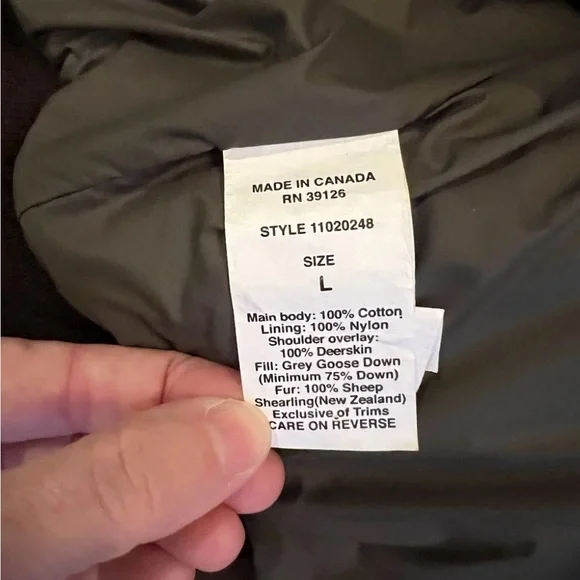 MADE IN CANADA
RN 39126
STYLE 11020248
SIZE
L
Main body: 100% Cotton
Lining: 100% Nylon
Shoulder overlay:
100% Deerskin
Fill: Grey Goose Down
(Minimum 75% Down)
Fur: 100% Sheep
Shearling(New Zealand)
Exclusive of Trims
CARE ON REVERSE